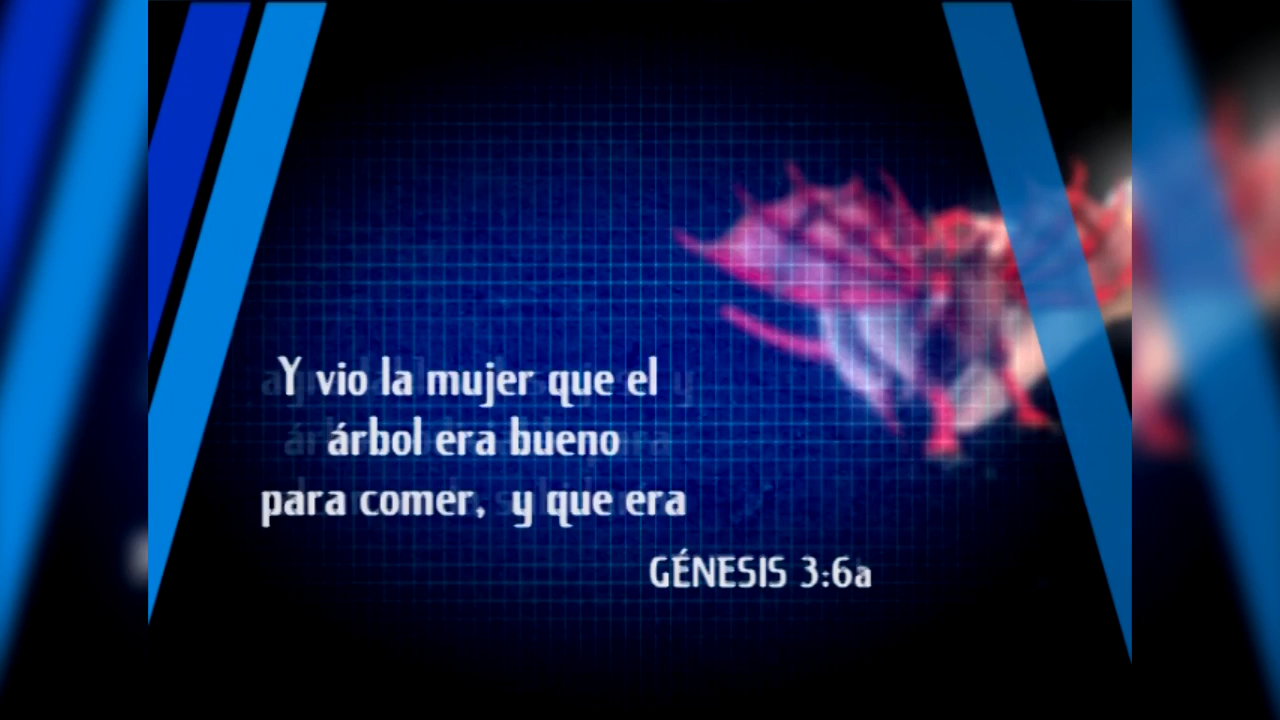 Y vio la mujer que el
árbol era bueno
para comer, y que era
GÉNESIS 3:6a